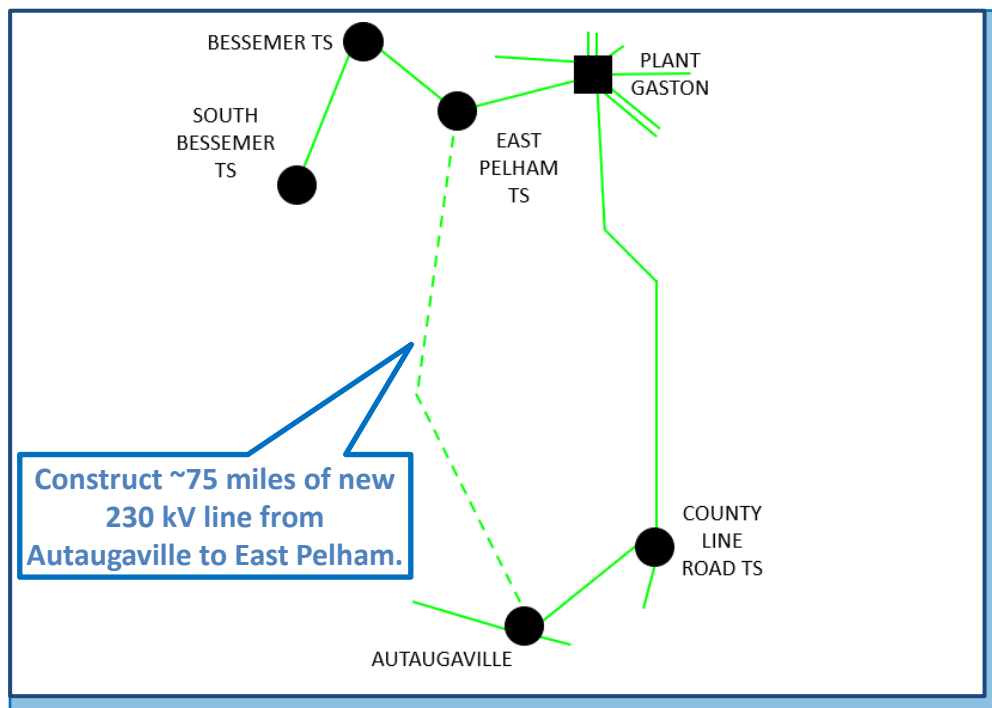 BESSEMER TS
PLANT
GASTON
SOUTH
BESSEMER
TS
EAST
PELHAM
TS
Construct ~75 miles of new
230 kV line from
Autaugaville to East Pelham.
COUNTY
LINE
ROAD TS
AUTAUGAVILLE